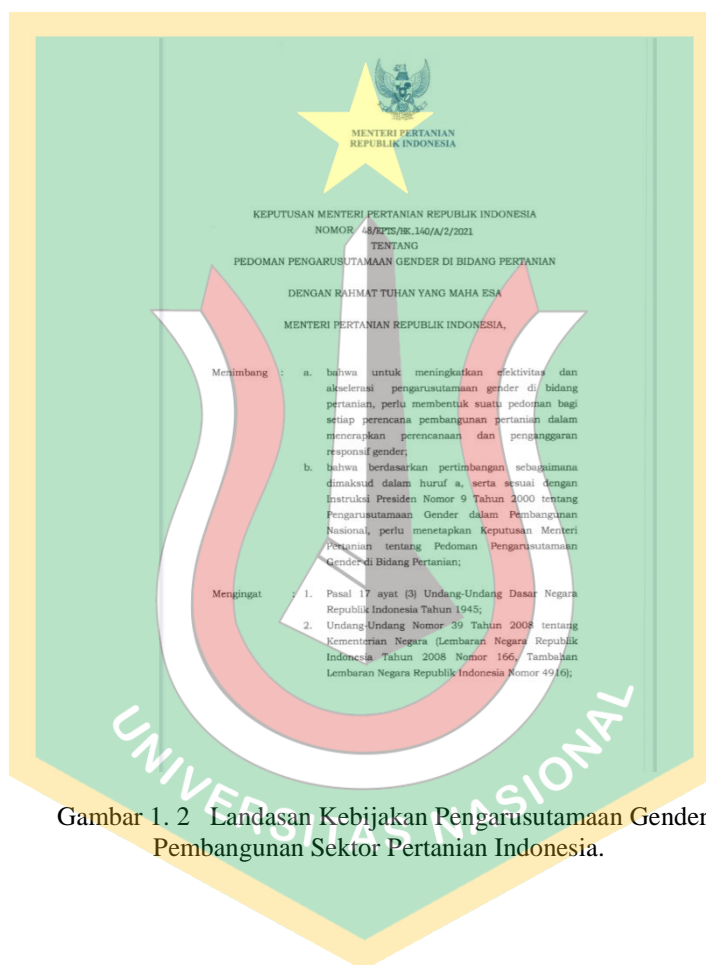 MENTERI PERTANIAN
REPUBLIK INDONESIA
KEPUTUSAN MENTERI PERTANIAN REPUBLIK INDONESIA
NOMOR 48/KPTS/HK.140/A/2/2021
TENTANG
PEDOMAN PENGARUSUTAMAAN GENDER DI BIDANG PERTANIAN
DENGAN RAHMAT TUHAN YANG MAHA ESA
MENTERI PERTANIAN REPUBLIK INDONESIA,
Menimbang : a. bahwa untuk meningkatkan efektivitas dan
akselerasi pengarusutamaan gender di bidang
pertanian, perlu membentuk suatu pedoman bagi
setiap perencana pembangunan pertanian dalam
menerapkan perencanaan dan penganggaran
responsif gender;
b. bahwa berdasarkan pertimbangan sebagaimana
dimaksud dalam huruf a, serta sesuai dengan
Instruksi Presiden Nomor 9 Tahun 2000 tentang
Pengarusutamaan Gender dalam Pembangunan
Nasional, perlu menetapkan Keputusan Menteri
Pertanian tentang Pedoman Pengarusutamaan
Gender di Bidang Pertanian;
Mengingat : 1. Pasal 17 ayat (3) Undang-Undang Dasar Negara
Republik Indonesia Tahun 1945;
2. Undang-Undang Nomor 39 Tahun 2008 tentang
Kementerian Negara (Lembaran Negara Republik
Indonesia Tahun 2008 Nomor 166, Tambahan
Lembaran Negara Republik Indonesia Nomor 4916);
UNIVERSITAS NASIONAL
Gambar 1. 2 Landasan Kebijakan Pengarusutamaan Gender
Pembangunan Sektor Pertanian Indonesia.